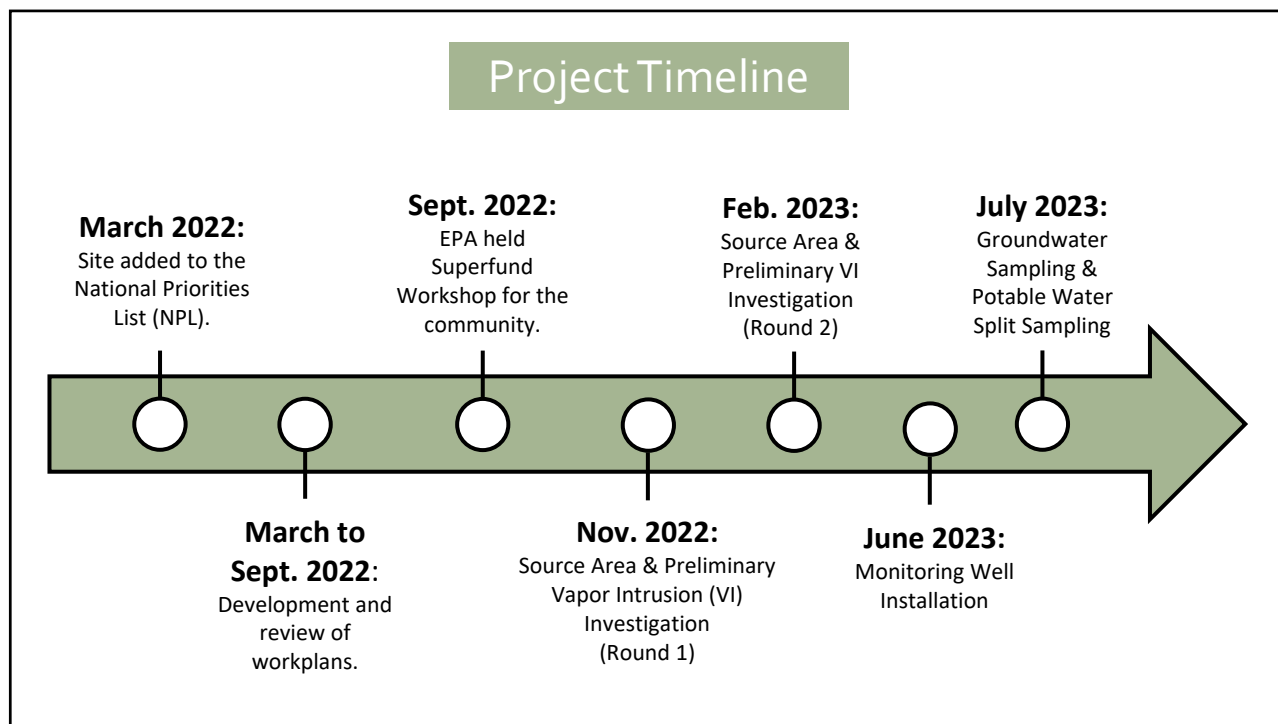 Project Timeline
March 2022:
Site added to the
National Priorities
List (NPL).
March to
Sept. 2022:
Development and
review of
workplans.
Sept. 2022:
EPA held
Superfund
Workshop for the
community.
Nov. 2022:
Source Area & Preliminary
Vapor Intrusion (VI)
Investigation
(Round 1)
Feb. 2023:
Source Area &
Preliminary VI
Investigation
(Round 2)
June 2023:
Monitoring Well
Installation
July 2023:
Groundwater
Sampling &
Potable Water
Split Sampling